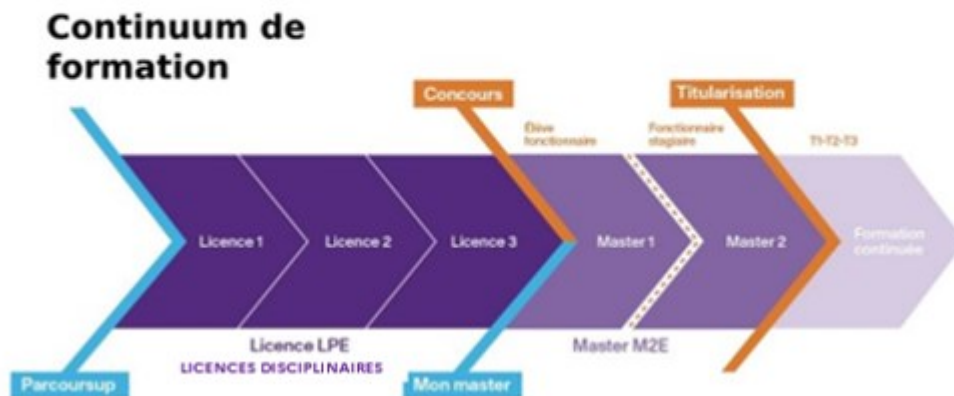 Continuum de
formation
Concours
Titularisation
Élève
fonctionnaire
Fonctionnaire
stagiaire
T1-T2-T3
Licence 1
Licence 2
Licence 3
Master 1
Master 2
Formation
continuée
Licence LPE
LICENCES DISCIPLINAIRES
Master M2E
Parcoursup
Mon master